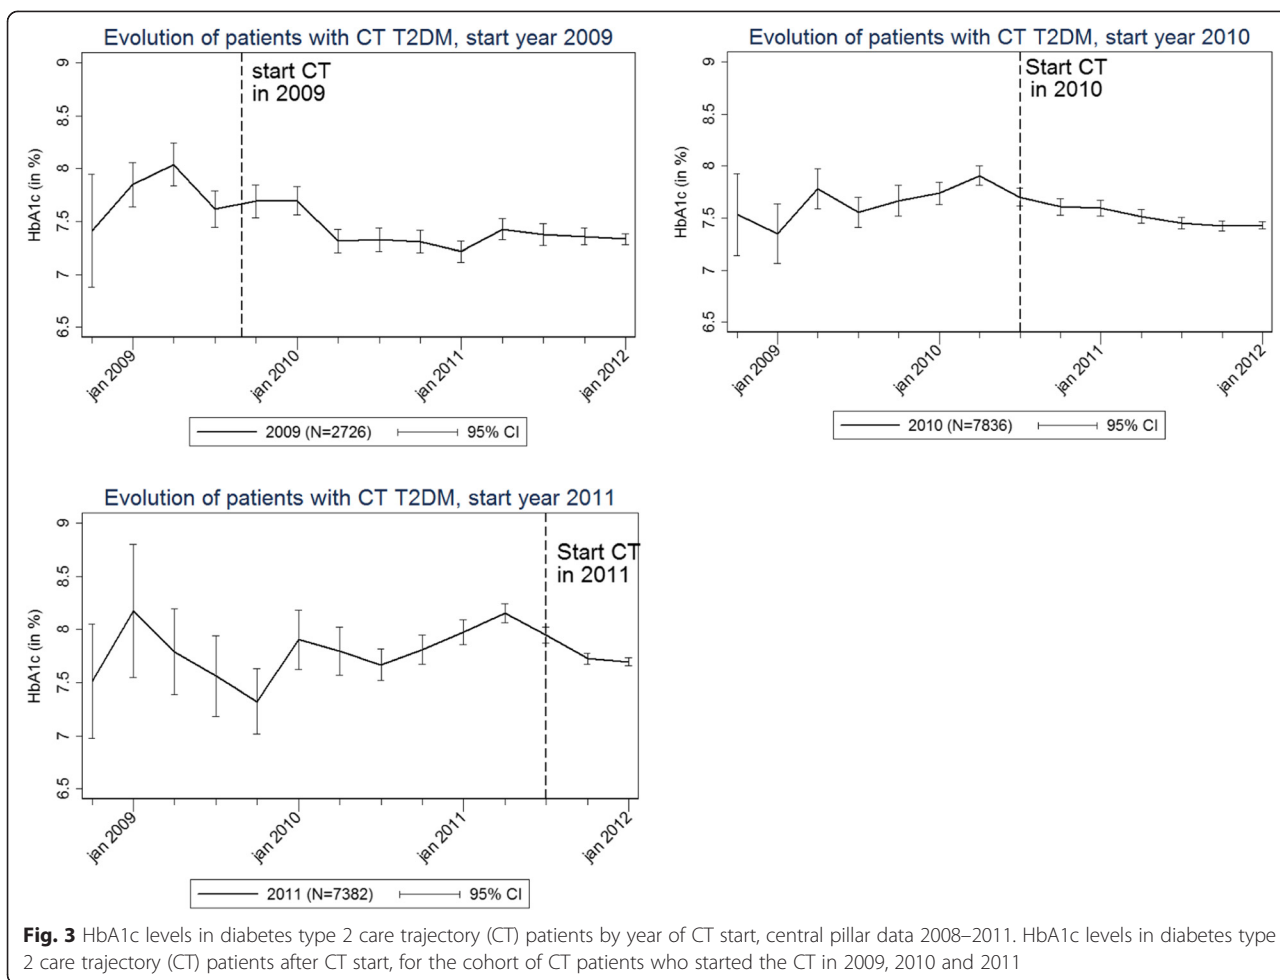 Evolution of patients with CT T2DM, start year 2009
start CT
in 2009
HbA1c (in %)
9
8.5
8
7.5
7
6.5
jan 2009
jan 2010
jan 2011
jan 2012
2009 (N=2726)
95% CI
Evolution of patients with CT T2DM, start year 2010
Start CT
in 2010
HbA1c (in %)
9
8.5
8
7.5
7
6.5
jan 2009
jan 2010
jan 2011
jan 2012
2010 (N=7836)
95% CI
Evolution of patients with CT T2DM, start year 2011
Start CT
in 2011
HbA1c (in %)
9
8.5
8
7.5
7
6.5
jan 2009
jan 2010
jan 2011
jan 2012
2011 (N=7382)
95% CI
Fig. 3 HbA1c levels in diabetes type 2 care trajectory (CT) patients by year of CT start, central pillar data 2008–2011. HbA1c levels in diabetes type
2 care trajectory (CT) patients after CT start, for the cohort of CT patients who started the CT in 2009, 2010 and 2011